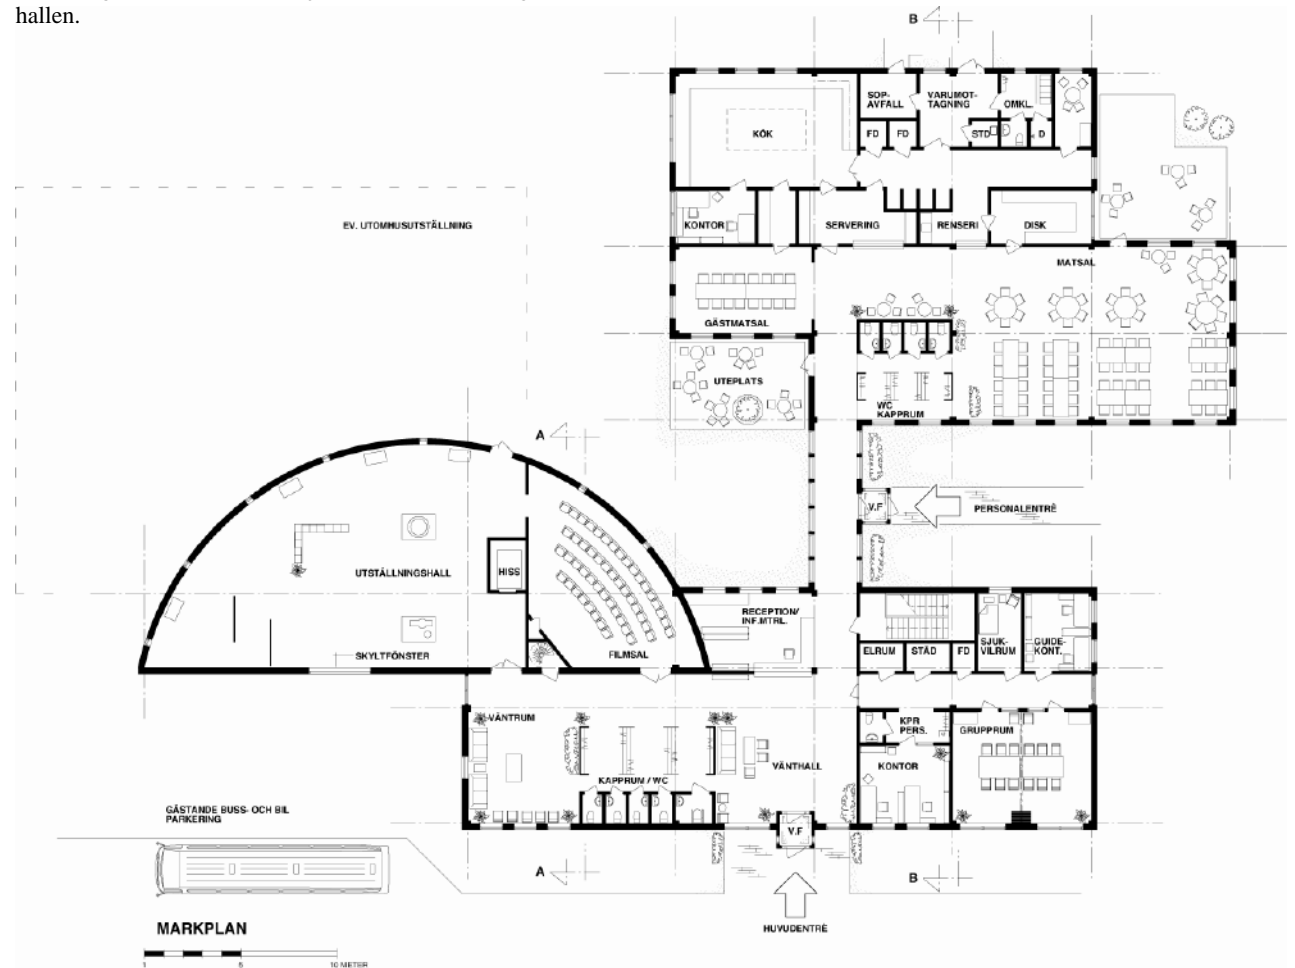 hallen.
B
SOP-
AVFALL
VARUMOT-
TAGNING
OMKL.
KÖK
FD
FD
STD
D
EV. UTOMHUSUTSTÄLLNING
KONTOR
SERVERING
RENSERI
DISK
MATSAL
GÄSTMATSAL
UTEPLATS
WC
KAPPRUM
A
V.F
PERSONALENTRÉ
UTSTÄLLNINGSHALL
HISS
RECEPTION/
INF.MTRL.
SKYLTFÖNSTER
FILMSAL
ELRUM
STÄD
FD
SJUK-
VILRUM
GUIDE-
KONT.
VÄNTRUM
KPR
PERS.
GRUPPRUM
KAPPRUM / WC
VÄNTHALL
KONTOR
GÄSTANDE BUSS- OCH BIL
PARKERING
V.F
A
B
MARKPLAN
HUVUDENTRÉ
1 5 10 METER